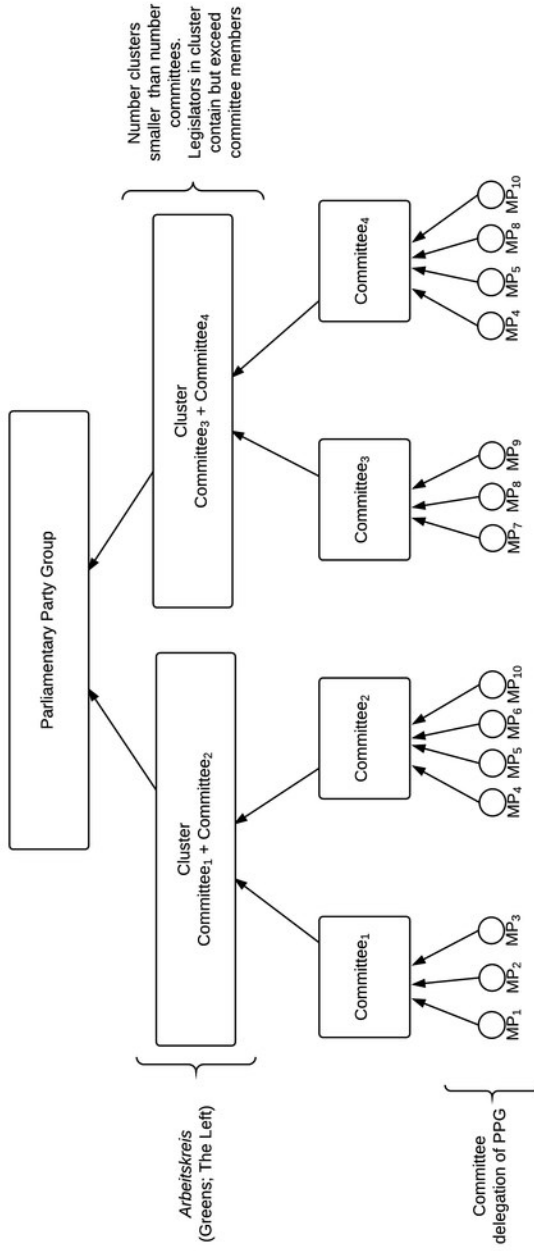 Parliamentary Party Group
Arbeitskreis
(Greens; The Left)
Cluster
Committee₁ + Committee₂
Cluster
Committee₃ + Committee₄
Number clusters
smaller than number
committees.
Legislators in cluster
contain but exceed
committee members
Committee₁
Committee₂
Committee₃
Committee₄
Committee
delegation of PPG
MP₁
MP₂
MP₃
MP₄
MP₅
MP₆
MP₁₀
MP₇
MP₈
MP₉
MP₄
MP₅
MP₈
MP₁₀